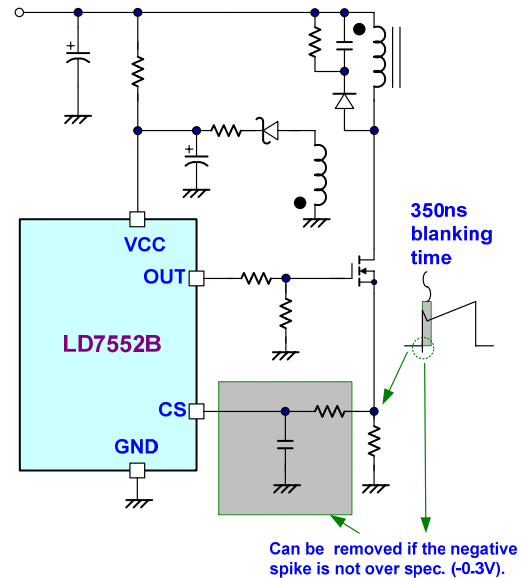 350ns
blanking
time
VCC
OUT
LD7552B
CS
GND
+
+
Can be removed if the negative
spike is not over spec. (-0.3V).